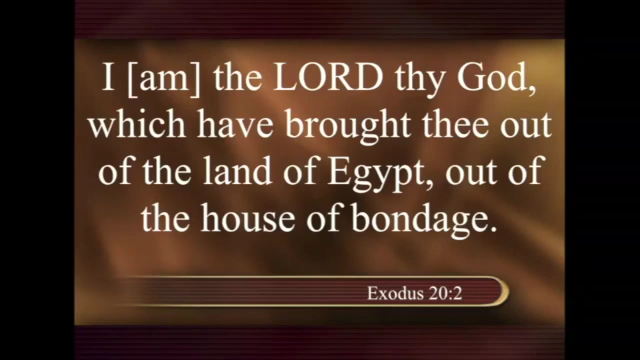 I [am] the LORD thy God,
which have brought thee out
of the land of Egypt, out of
the house of bondage.
Exodus 20:2